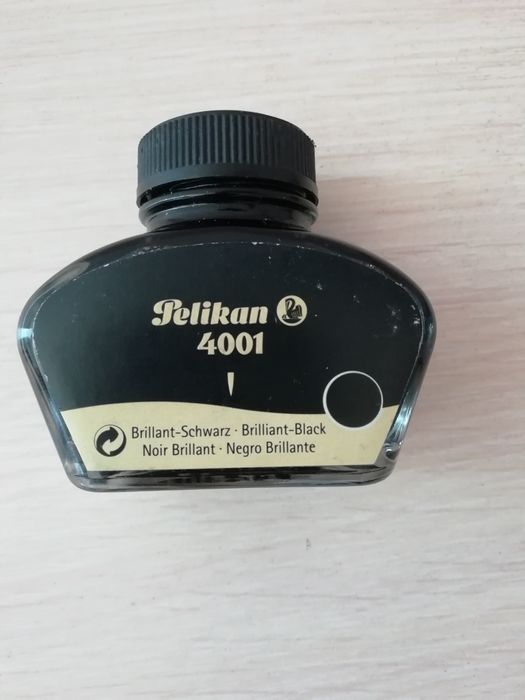 Pelikan
4001
Brillant-Schwarz · Brilliant-Black
Noir Brillant · Negro Brillante